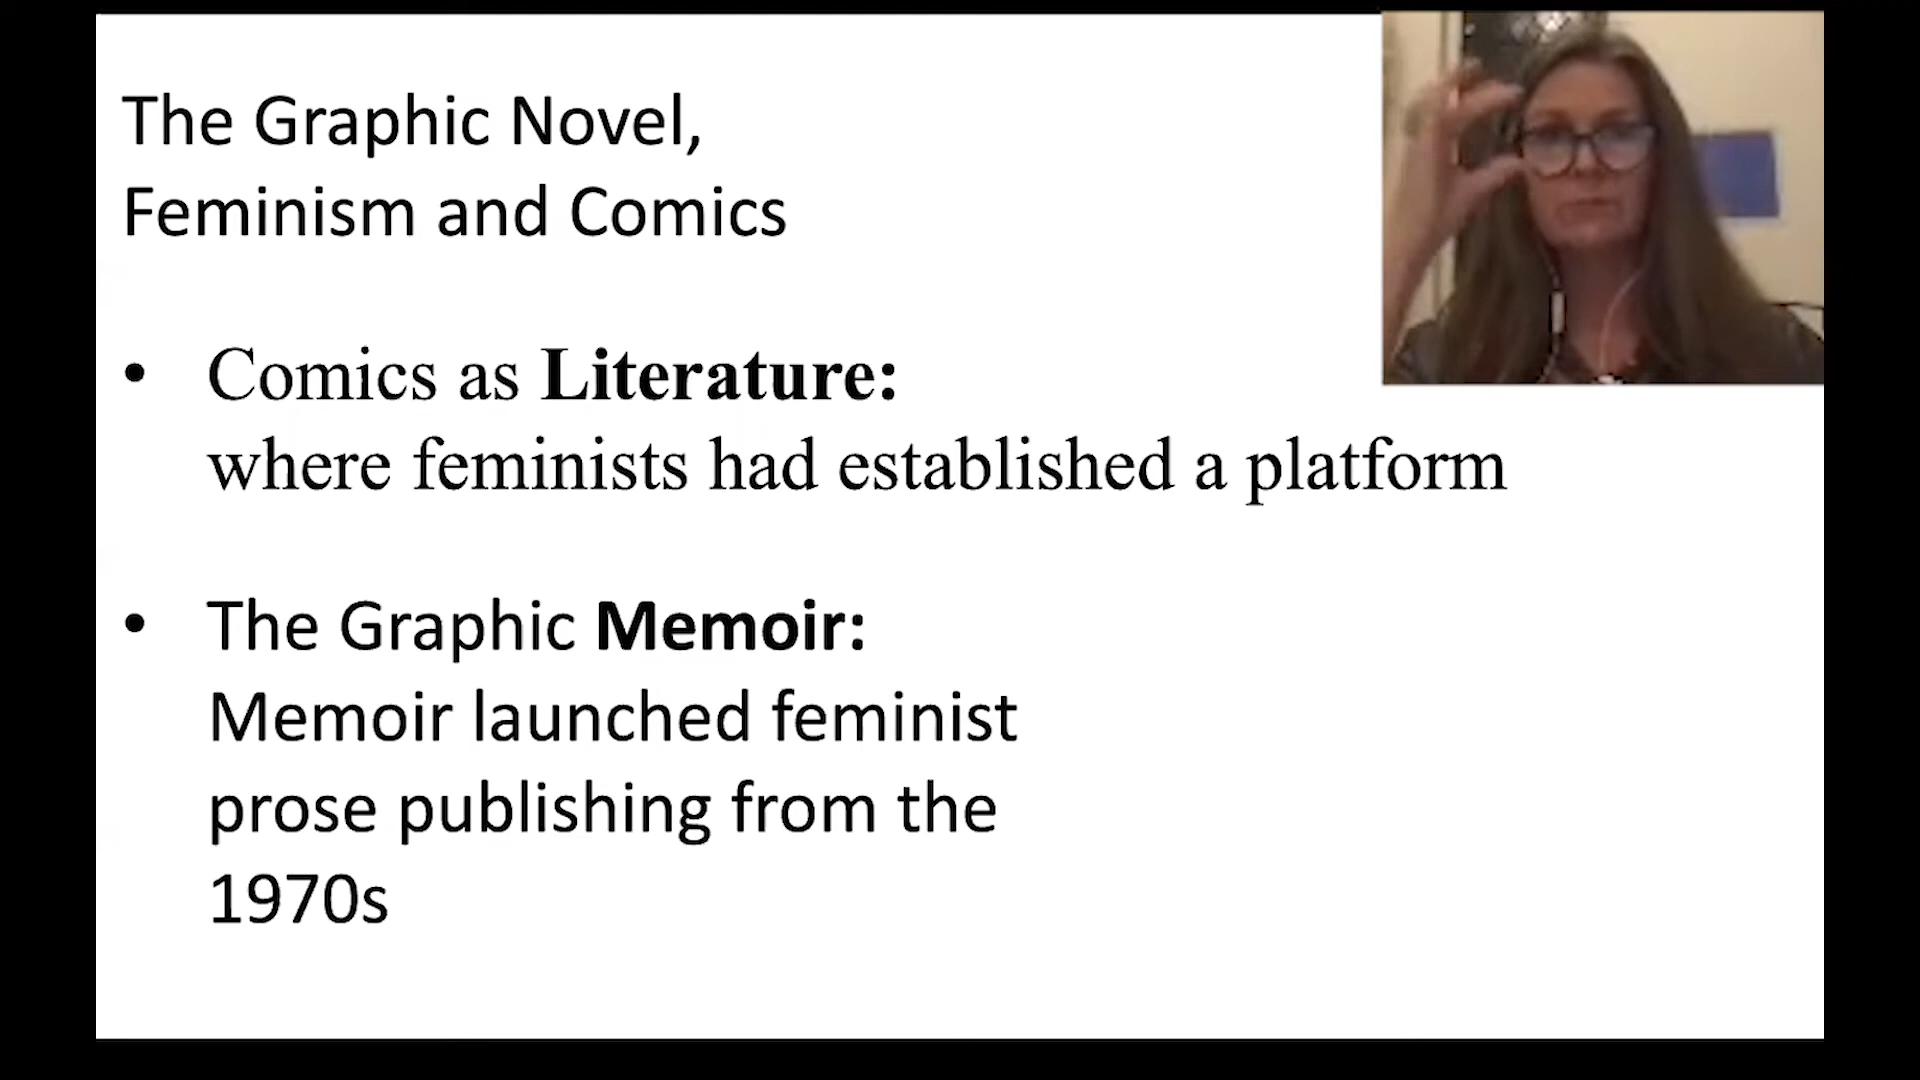 The Graphic Novel,
Feminism and Comics
• Comics as Literature:
where feminists had established a platform
• The Graphic Memoir:
Memoir launched feminist
prose publishing from the
1970s